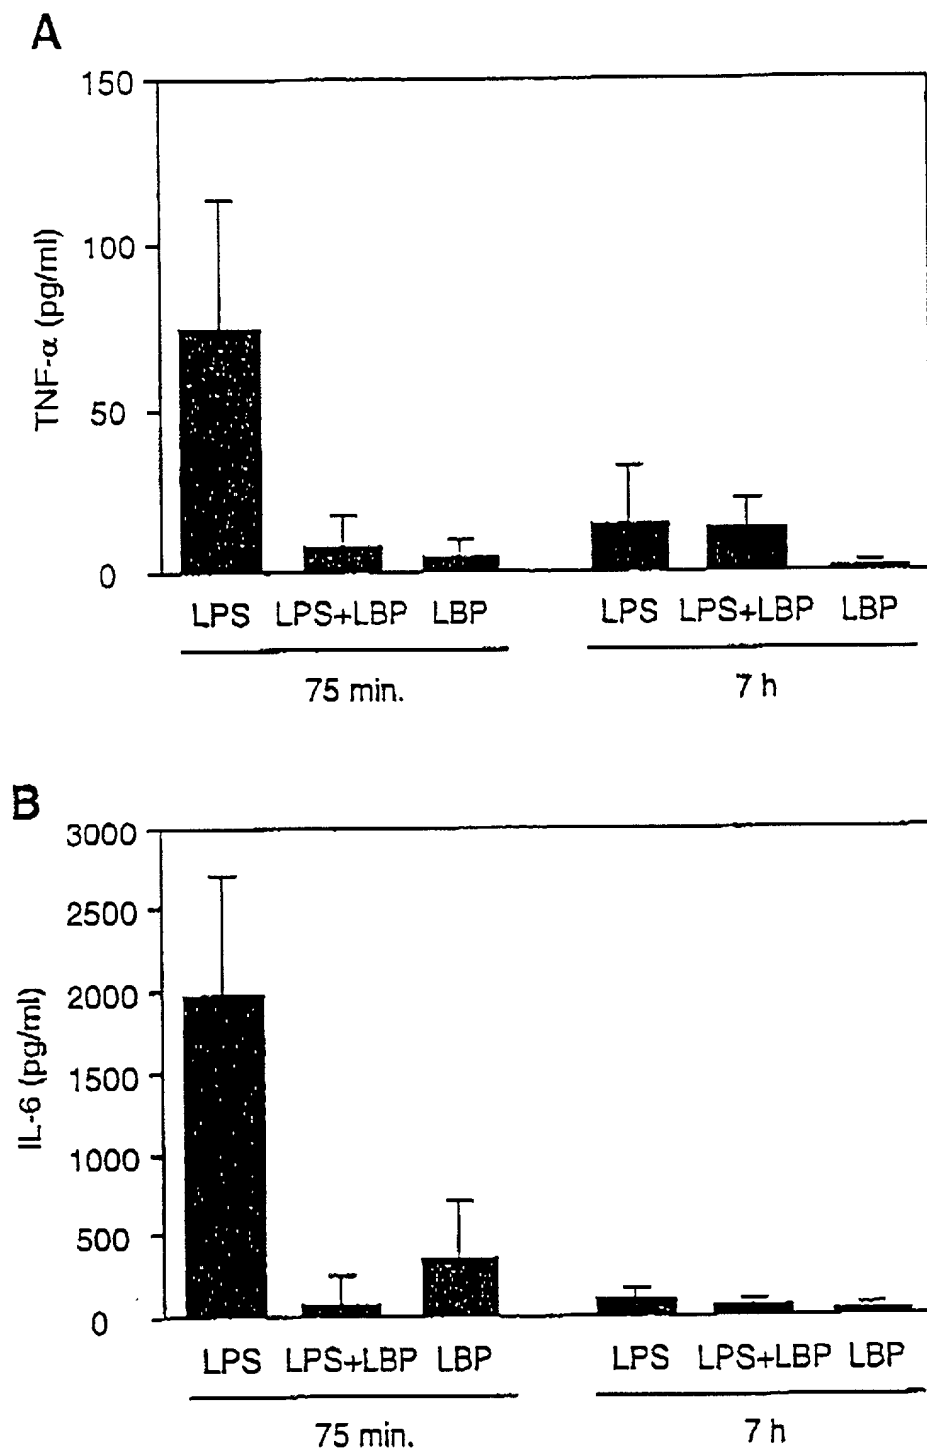 A
150
100
50
0
TNF-α (pg/ml)
LPS LPS+LBP LBP LPS LPS+LBP LBP
75 min. 7 h
B
3000
2500
2000
1500
1000
500
0
IL-6 (pg/ml)
LPS LPS+LBP LBP LPS LPS+LBP LBP
75 min. 7 h